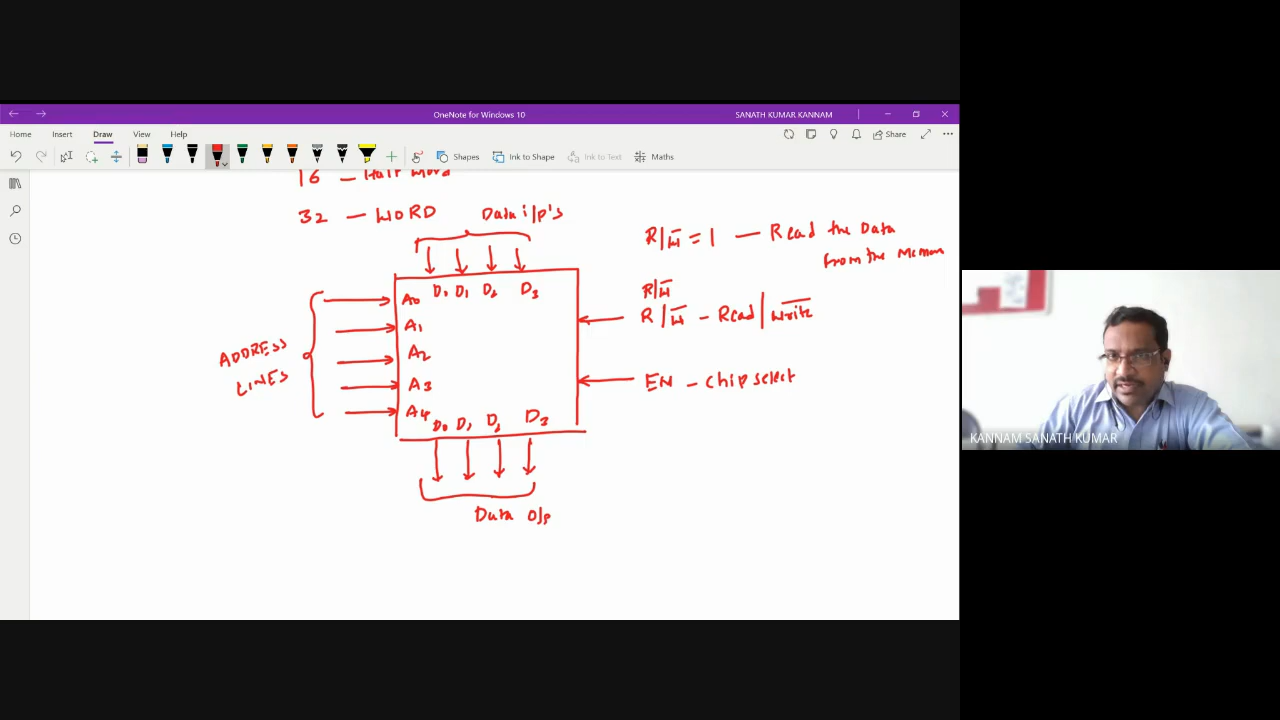 OneNote for Windows 10
SANATH KUMAR KANNAM
Home Insert Draw View Help
Share
Shapes Ink to Shape Ink to Text Maths
16 – Half Word
32 – WORD
Data i/p's
R/W̅ = 1 – Read the Data
from the Memory
D0 D1 D2 D3
A0
A1
A2
A3
A4
ADDRESS
LINES
R/W̅
R/W̅ – Read/W̅r̅i̅t̅e̅
EN – chip select
D0 D1 D2 D3
Data o/p
KANNAM SANATH KUMAR